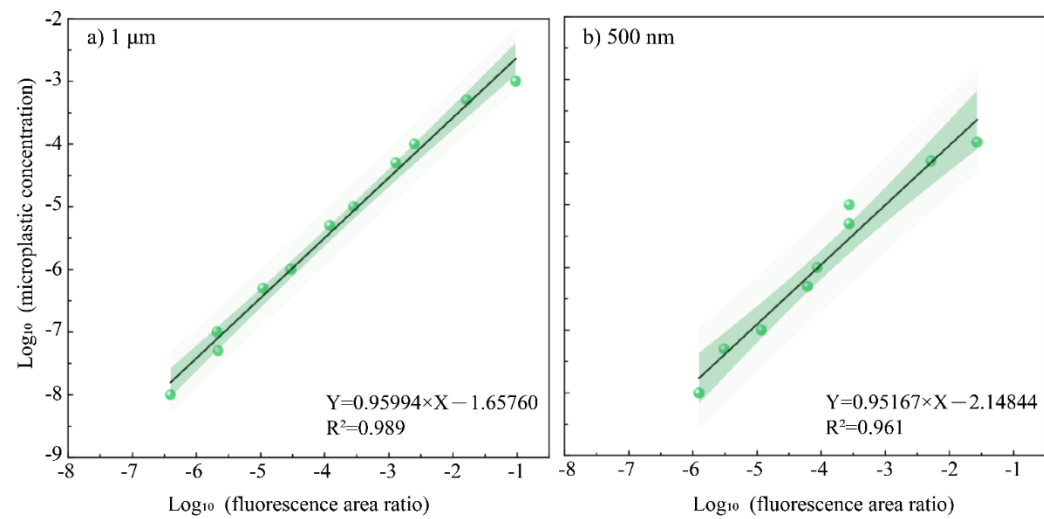 a) 1 μm
b) 500 nm
Log₁₀ (microplastic concentration)
-2
-3
-4
-5
-6
-7
-8
-9
Y=0.95994×X－1.65760
R²=0.989
Y=0.95167×X－2.14844
R²=0.961
-8 -7 -6 -5 -4 -3 -2 -1
-8 -7 -6 -5 -4 -3 -2 -1
Log₁₀ (fluorescence area ratio)
Log₁₀ (fluorescence area ratio)